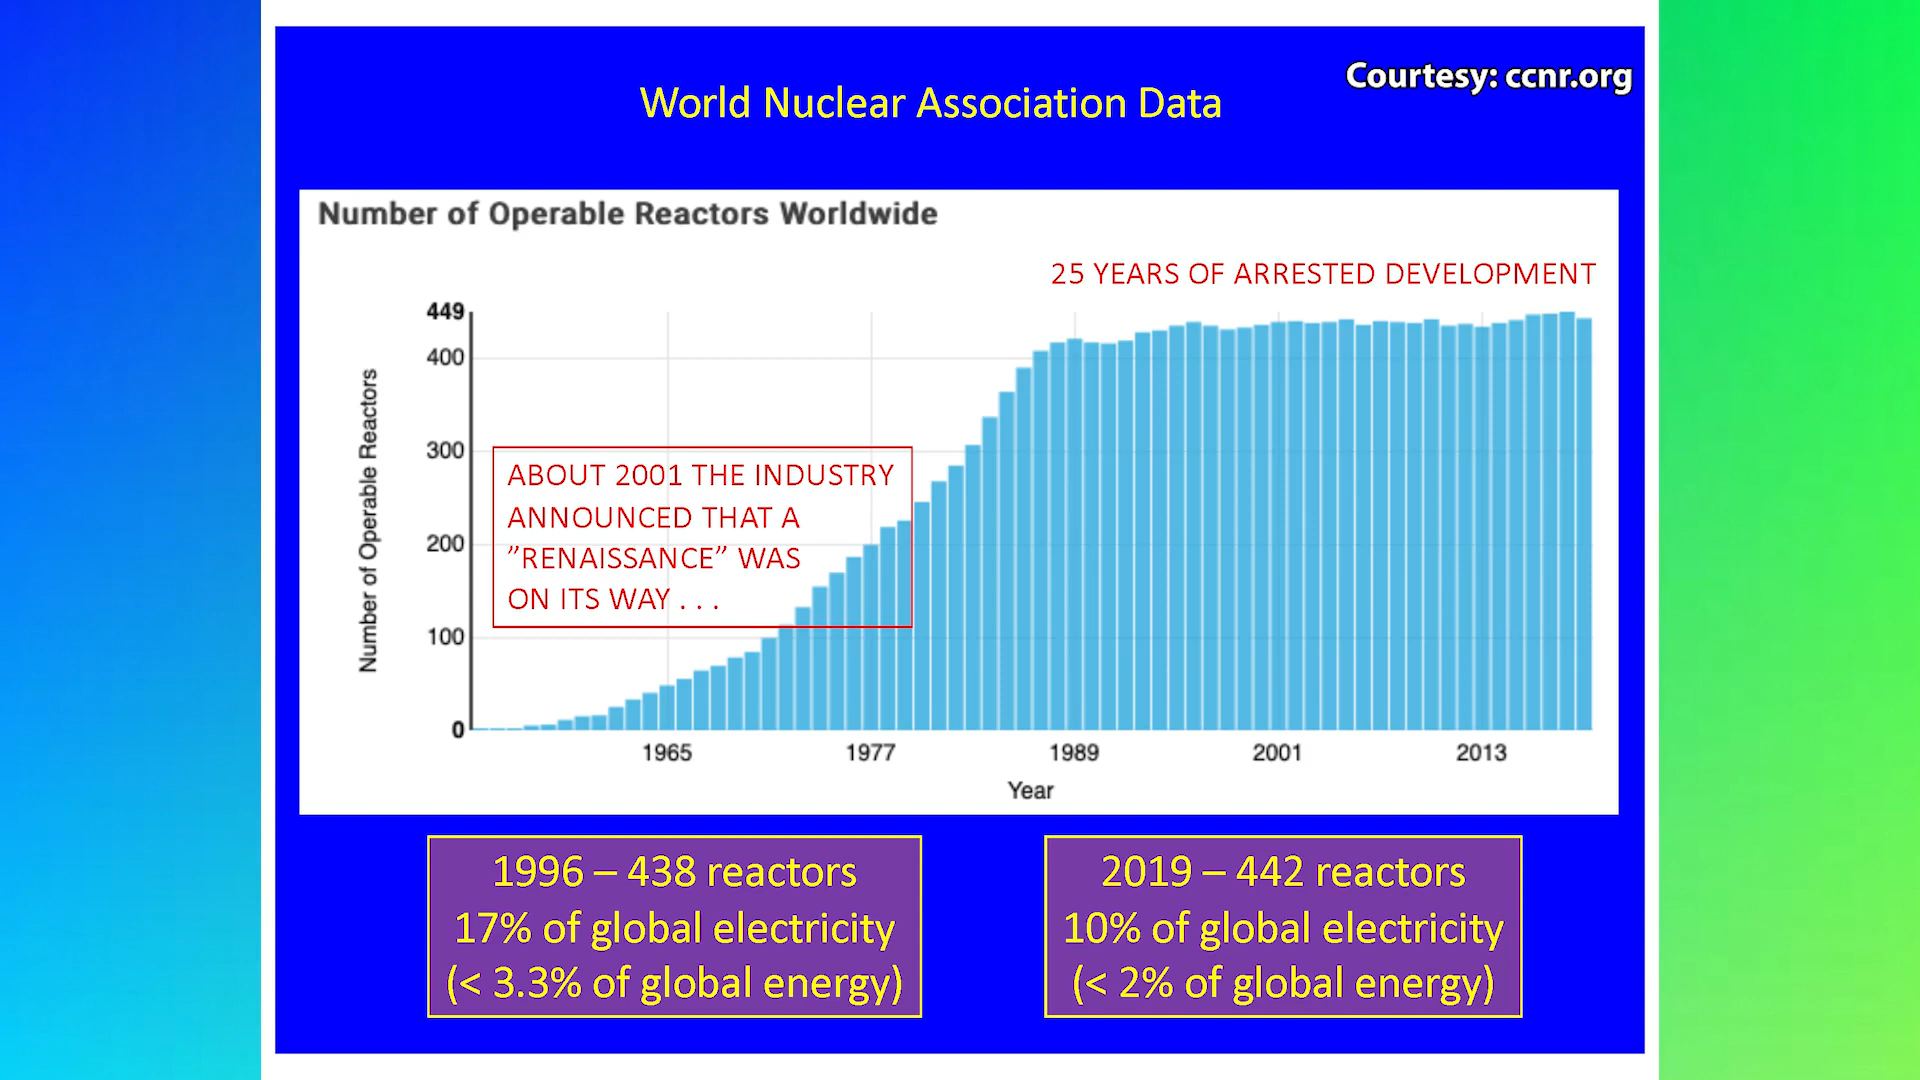 Courtesy: ccnr.org
World Nuclear Association Data
Number of Operable Reactors Worldwide
25 YEARS OF ARRESTED DEVELOPMENT
449
400
300
200
100
0
Number of Operable Reactors
ABOUT 2001 THE INDUSTRY
ANNOUNCED THAT A
”RENAISSANCE” WAS
ON ITS WAY . . .
1965 1977 1989 2001 2013
Year
1996 – 438 reactors
17% of global electricity
(< 3.3% of global energy)
2019 – 442 reactors
10% of global electricity
(< 2% of global energy)